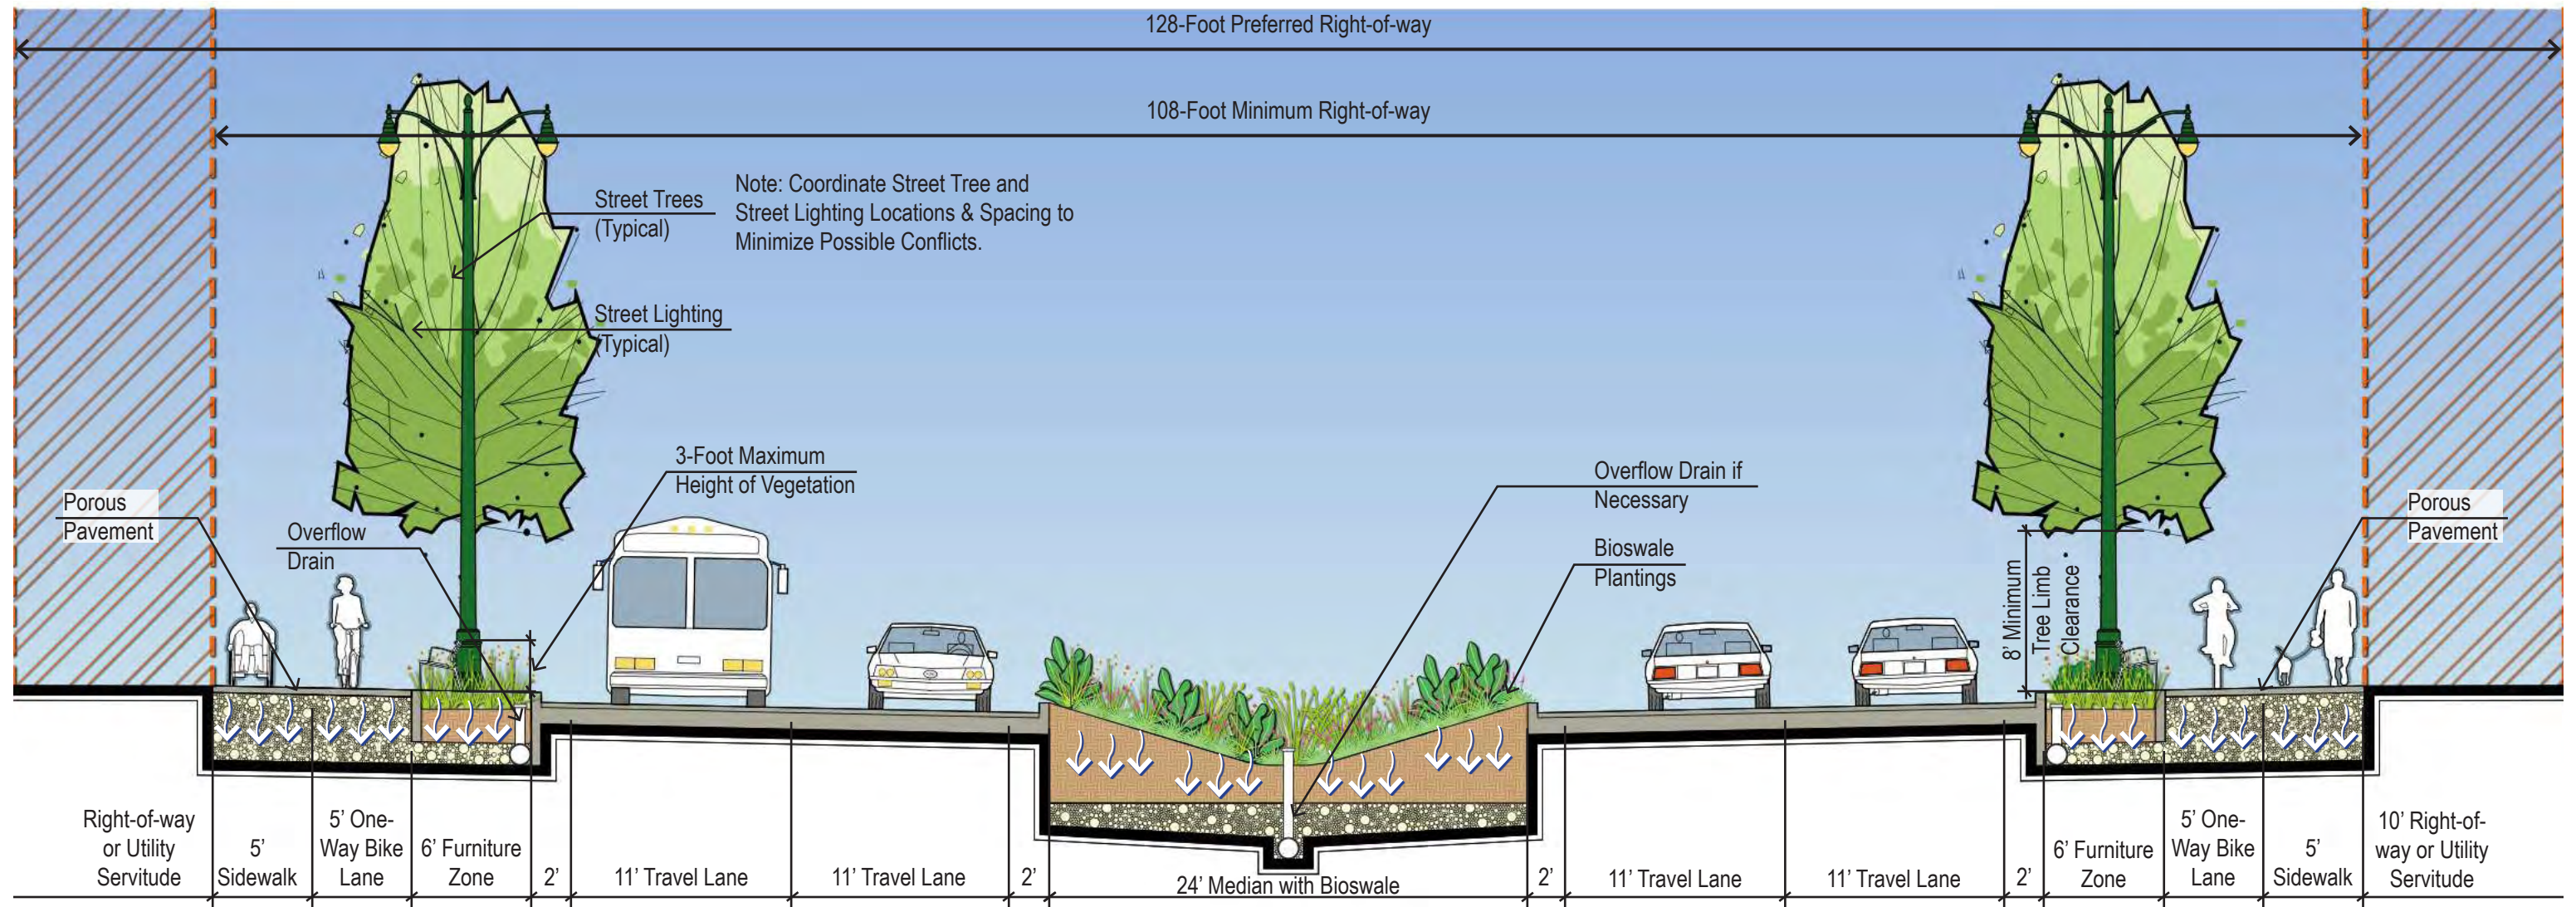 128-Foot Preferred Right-of-way
108-Foot Minimum Right-of-way
Street Trees
(Typical)
Note: Coordinate Street Tree and
Street Lighting Locations & Spacing to
Minimize Possible Conflicts.
Street Lighting
(Typical)
3-Foot Maximum
Height of Vegetation
Porous
Pavement
Overflow
Drain
Overflow Drain if
Necessary
Bioswale
Plantings
8’ Minimum
Tree Limb
Clearance
Porous
Pavement
Right-of-way
or Utility
Servitude
5’
Sidewalk
5’ One-
Way Bike
Lane
6’ Furniture
Zone
2’
11’ Travel Lane
11’ Travel Lane
2’
24’ Median with Bioswale
2’
11’ Travel Lane
11’ Travel Lane
2’
6’ Furniture
Zone
5’ One-
Way Bike
Lane
5’
Sidewalk
10’ Right-of-
way or Utility
Servitude